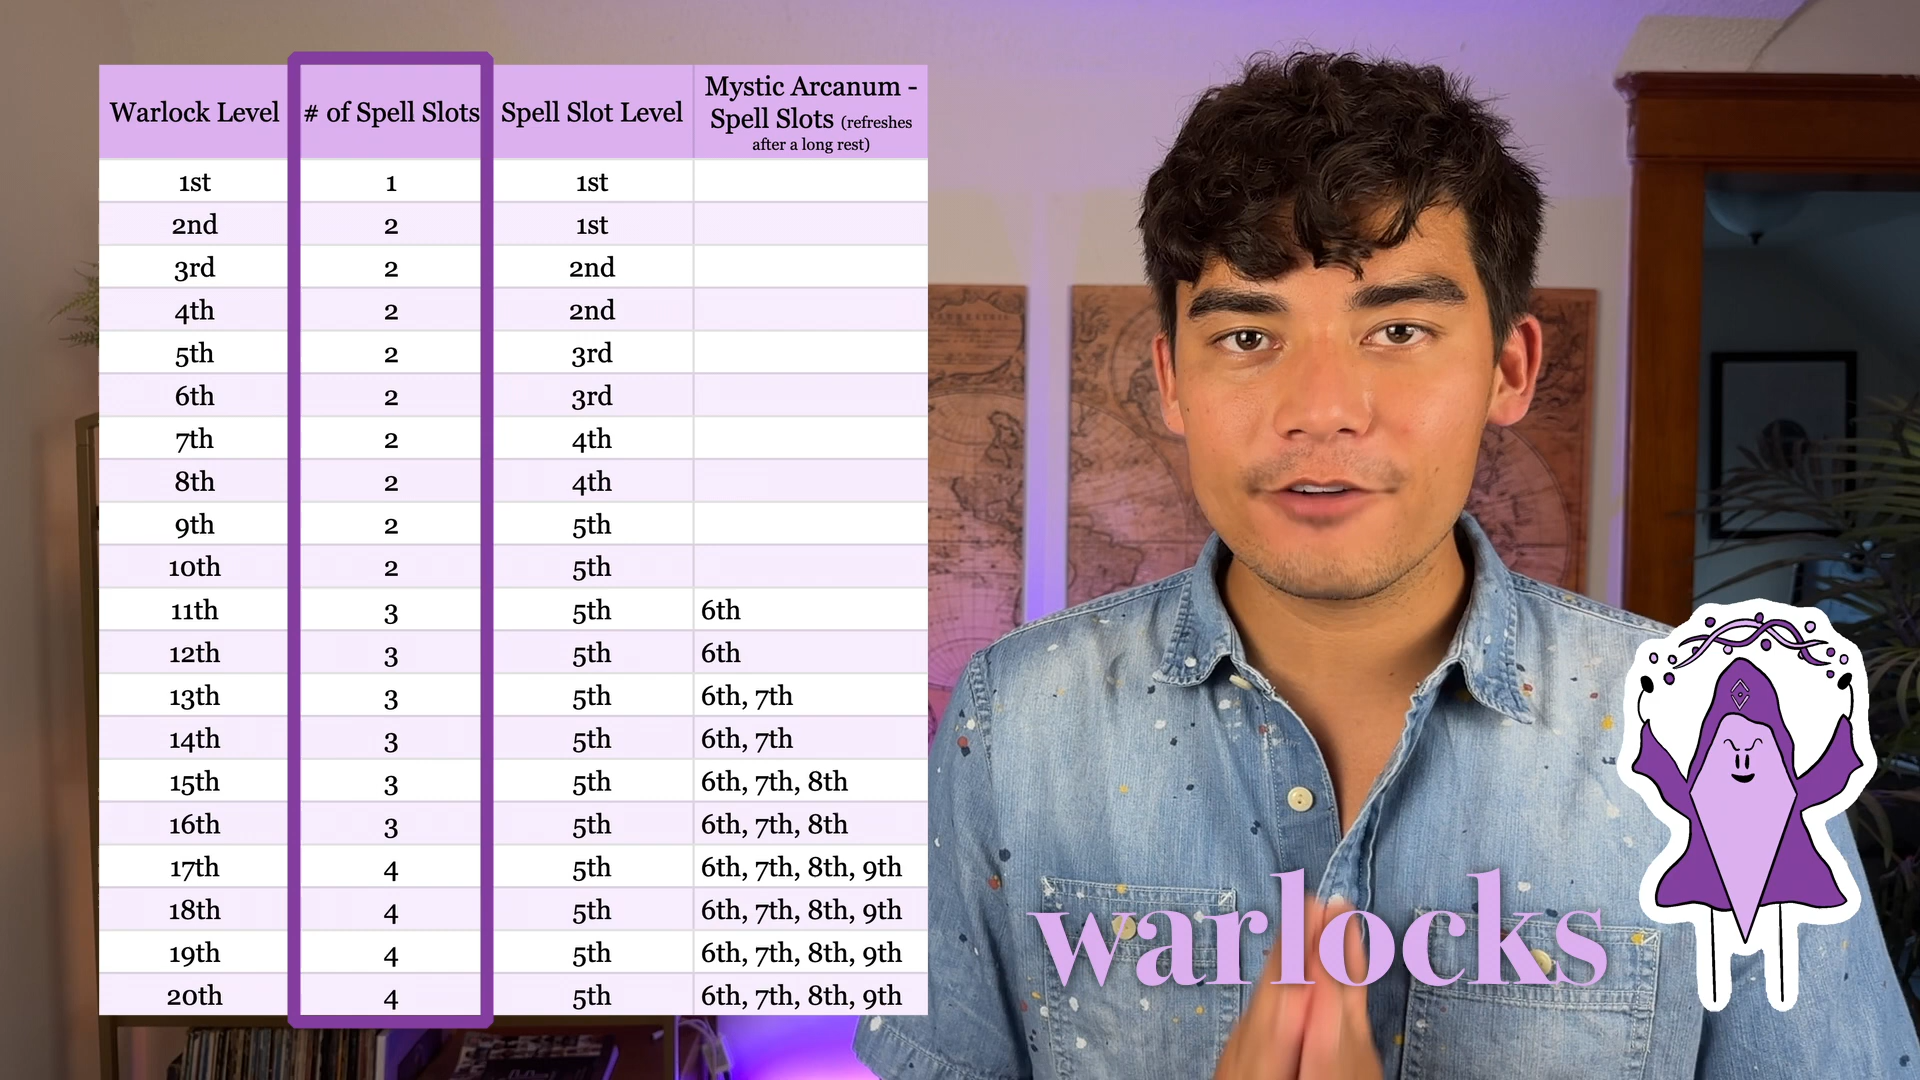 Warlock Level # of Spell Slots Spell Slot Level Mystic Arcanum -
Spell Slots (refreshes
after a long rest)
1st 1 1st
2nd 2 1st
3rd 2 2nd
4th 2 2nd
5th 2 3rd
6th 2 3rd
7th 2 4th
8th 2 4th
9th 2 5th
10th 2 5th
11th 3 5th 6th
12th 3 5th 6th
13th 3 5th 6th, 7th
14th 3 5th 6th, 7th
15th 3 5th 6th, 7th, 8th
16th 3 5th 6th, 7th, 8th
17th 4 5th 6th, 7th, 8th, 9th
18th 4 5th 6th, 7th, 8th, 9th
19th 4 5th 6th, 7th, 8th, 9th
20th 4 5th 6th, 7th, 8th, 9th
warlocks